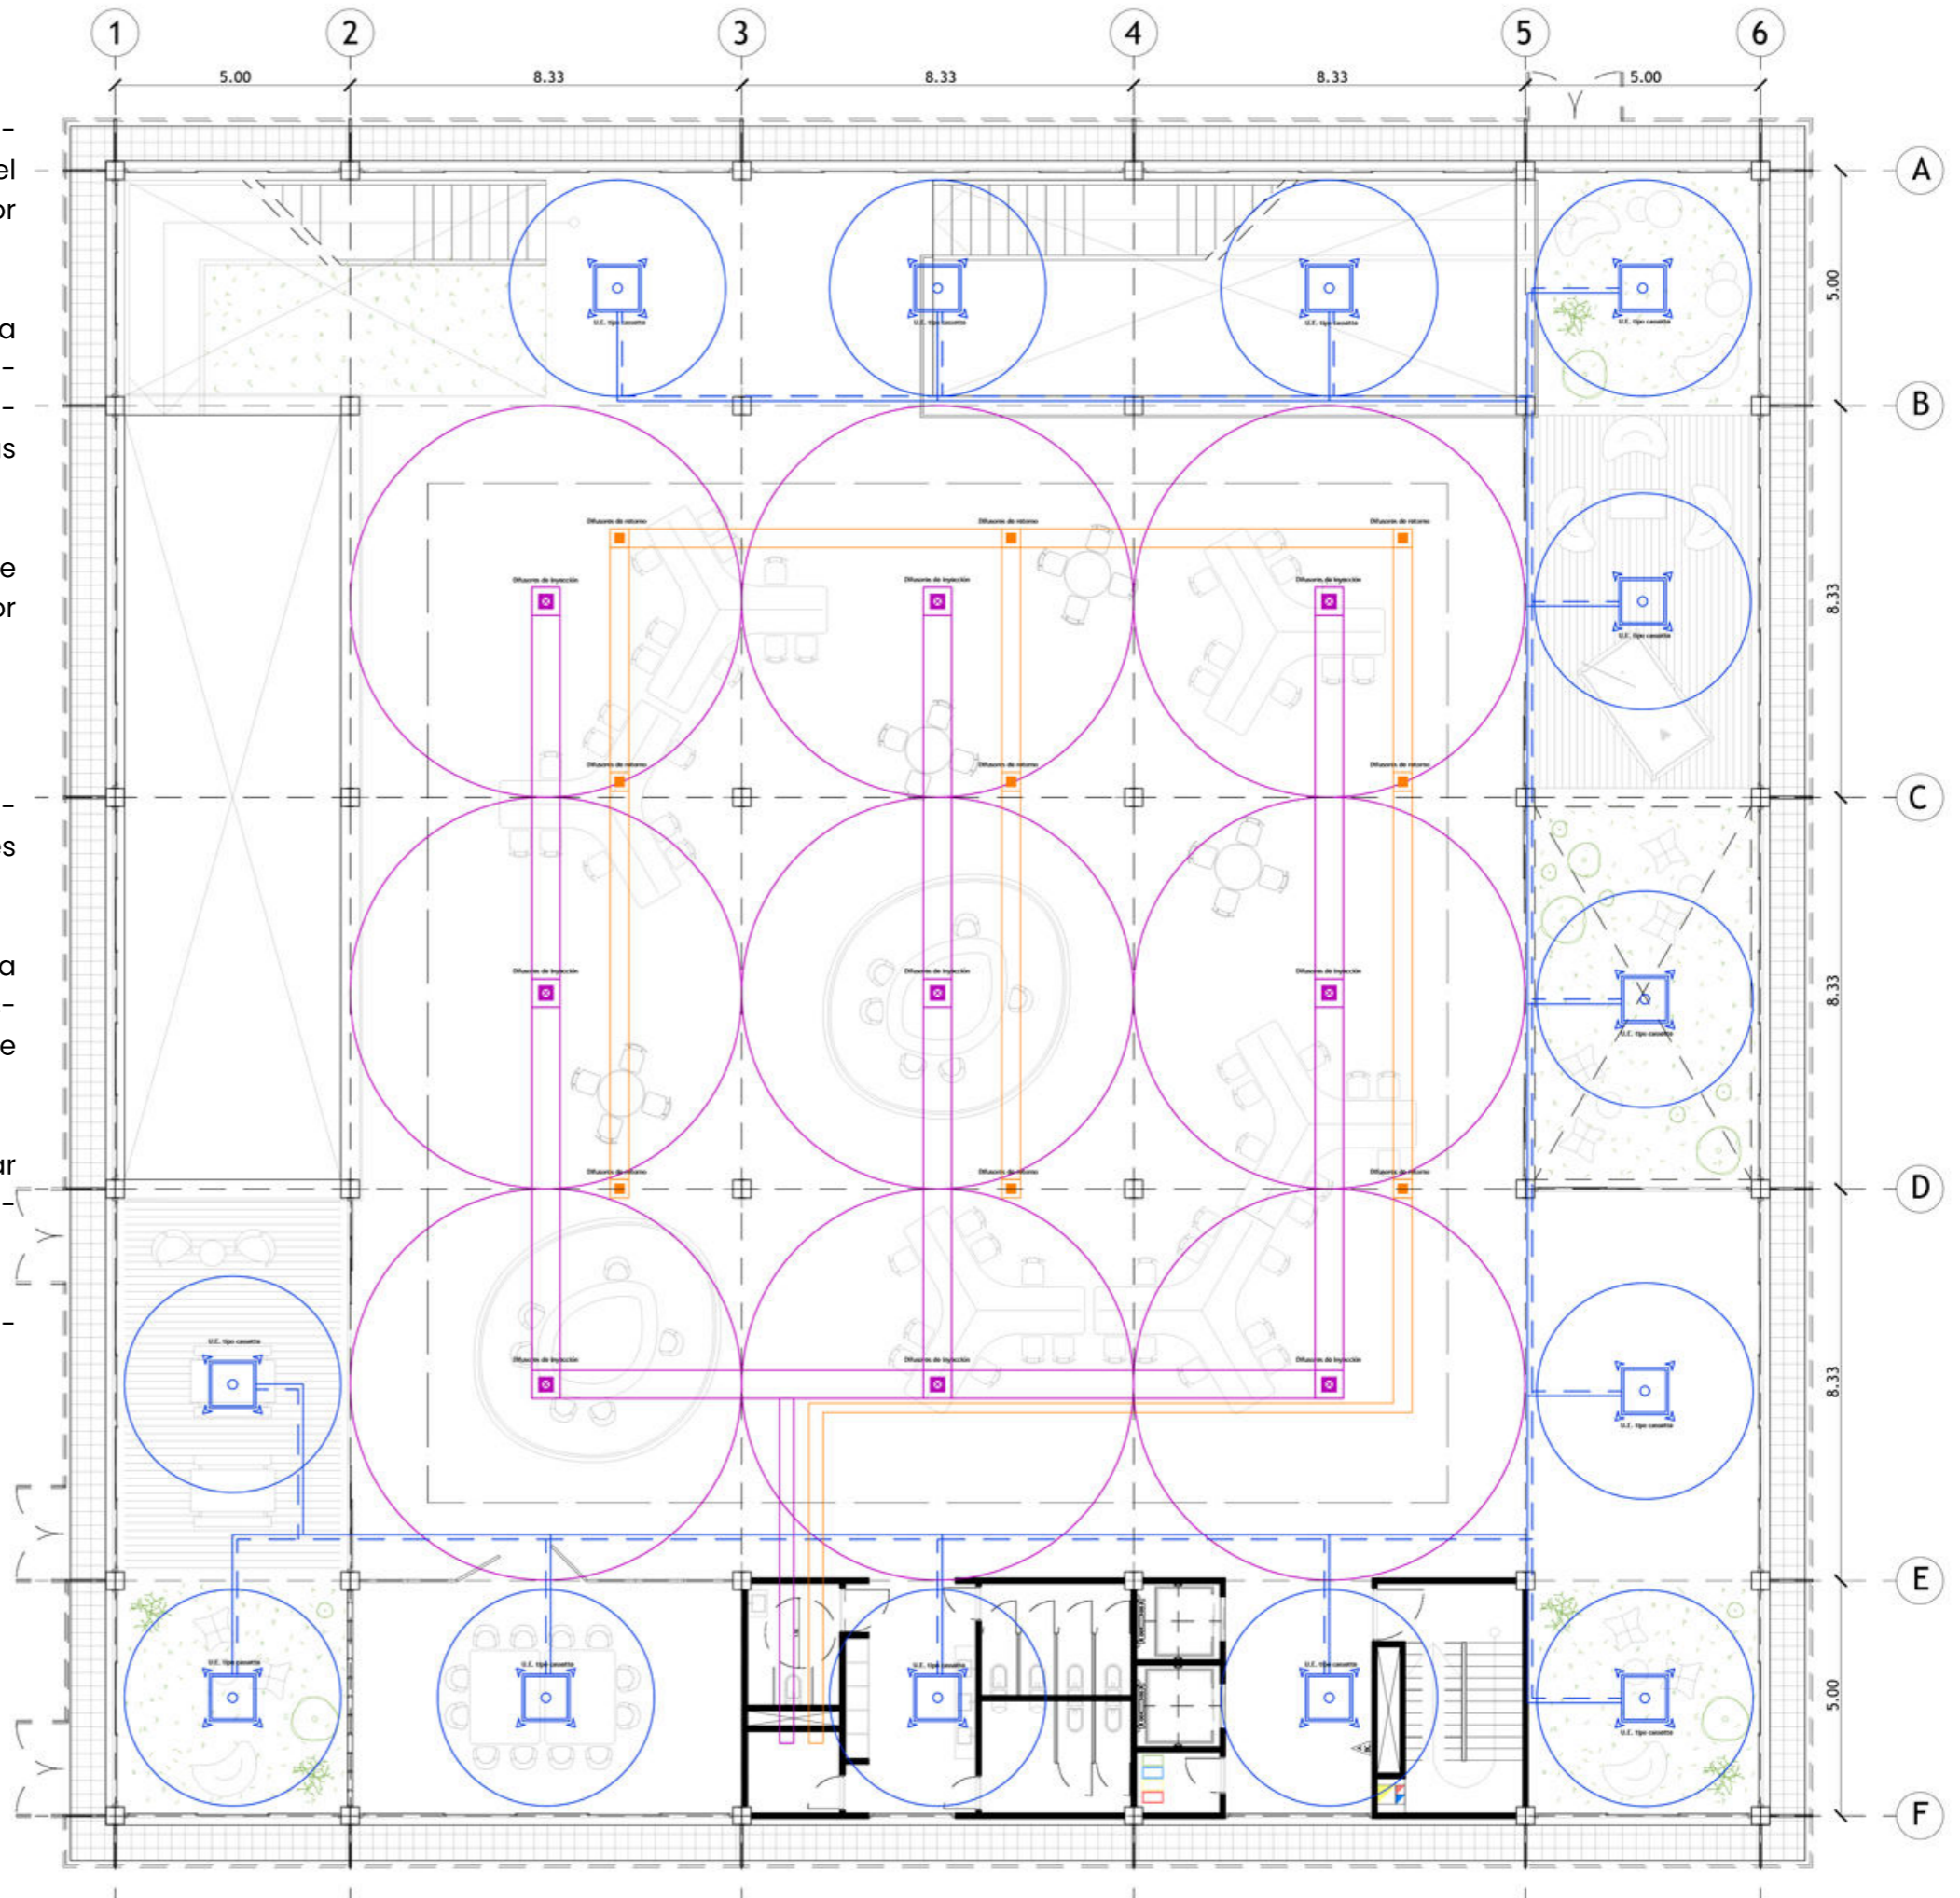 1 2 3 4 5 6
5.00 8.33 8.33 8.33 5.00
-
el
or
a
-
-
s
e
or
-
es
a
-
e
ar
-
-
A
5.00
tipo cassette tipo cassette tipo cassette tipo cassette
B
Difusores de retorno Difusores de retorno Difusores de retorno
Difusores de inyección Difusores de inyección Difusores de inyección
8.33
tipo cassette
Difusores de retorno Difusores de retorno Difusores de retorno
C
Difusores de inyección Difusores de inyección Difusores de inyección
8.33
tipo cassette
Difusores de retorno Difusores de retorno Difusores de retorno
D
tipo cassette
Difusores de inyección Difusores de inyección Difusores de inyección
8.33
tipo cassette
E
tipo cassette tipo cassette tipo cassette tipo cassette
5.00
tipo cassette
F